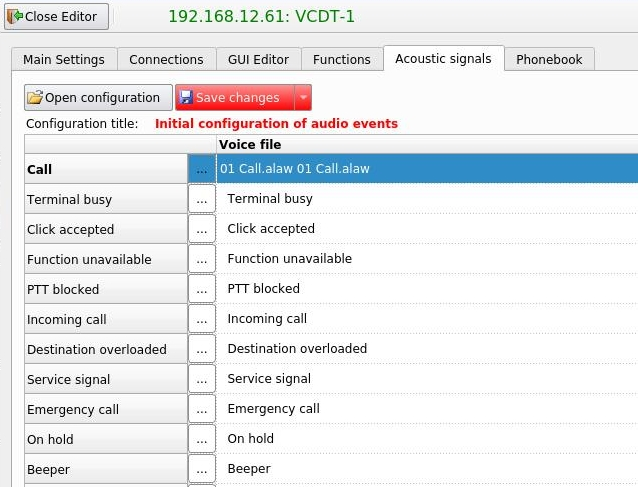 Close Editor 192.168.12.61: VCDT-1
Main Settings Connections GUI Editor Functions Acoustic signals Phonebook
Open configuration Save changes
Configuration title: Initial configuration of audio events
Voice file
Call ... 01 Call.alaw 01 Call.alaw
Terminal busy ... Terminal busy
Click accepted ... Click accepted
Function unavailable ... Function unavailable
PTT blocked ... PTT blocked
Incoming call ... Incoming call
Destination overloaded ... Destination overloaded
Service signal ... Service signal
Emergency call ... Emergency call
On hold ... On hold
Beeper ... Beeper